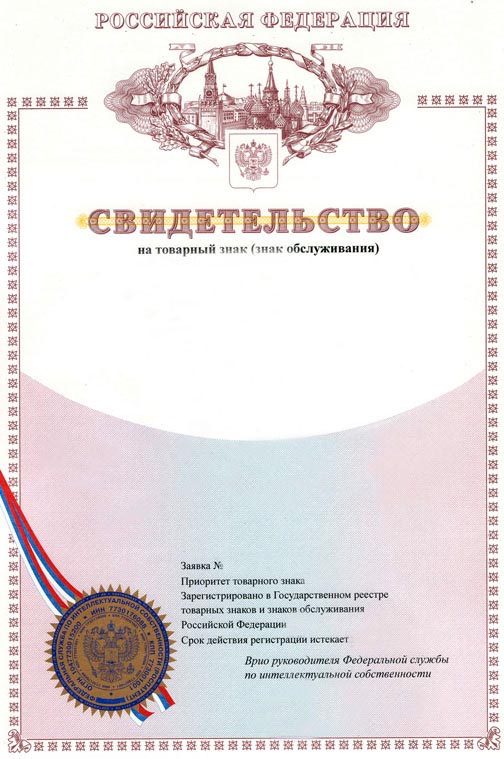 РОССИЙСКАЯ ФЕДЕРАЦИЯ
СВИДЕТЕЛЬСТВО
на товарный знак (знак обслуживания)
Заявка №
Приоритет товарного знака
Зарегистрировано в Государственном реестре
товарных знаков и знаков обслуживания
Российской Федерации
Срок действия регистрации истекает
Врио руководителя Федеральной службы
по интеллектуальной собственности
ФЕДЕРАЛЬНАЯ СЛУЖБА ПО ИНТЕЛЛЕКТУАЛЬНОЙ СОБСТВЕННОСТИ (РОСПАТЕНТ)
ИНН 7730176088